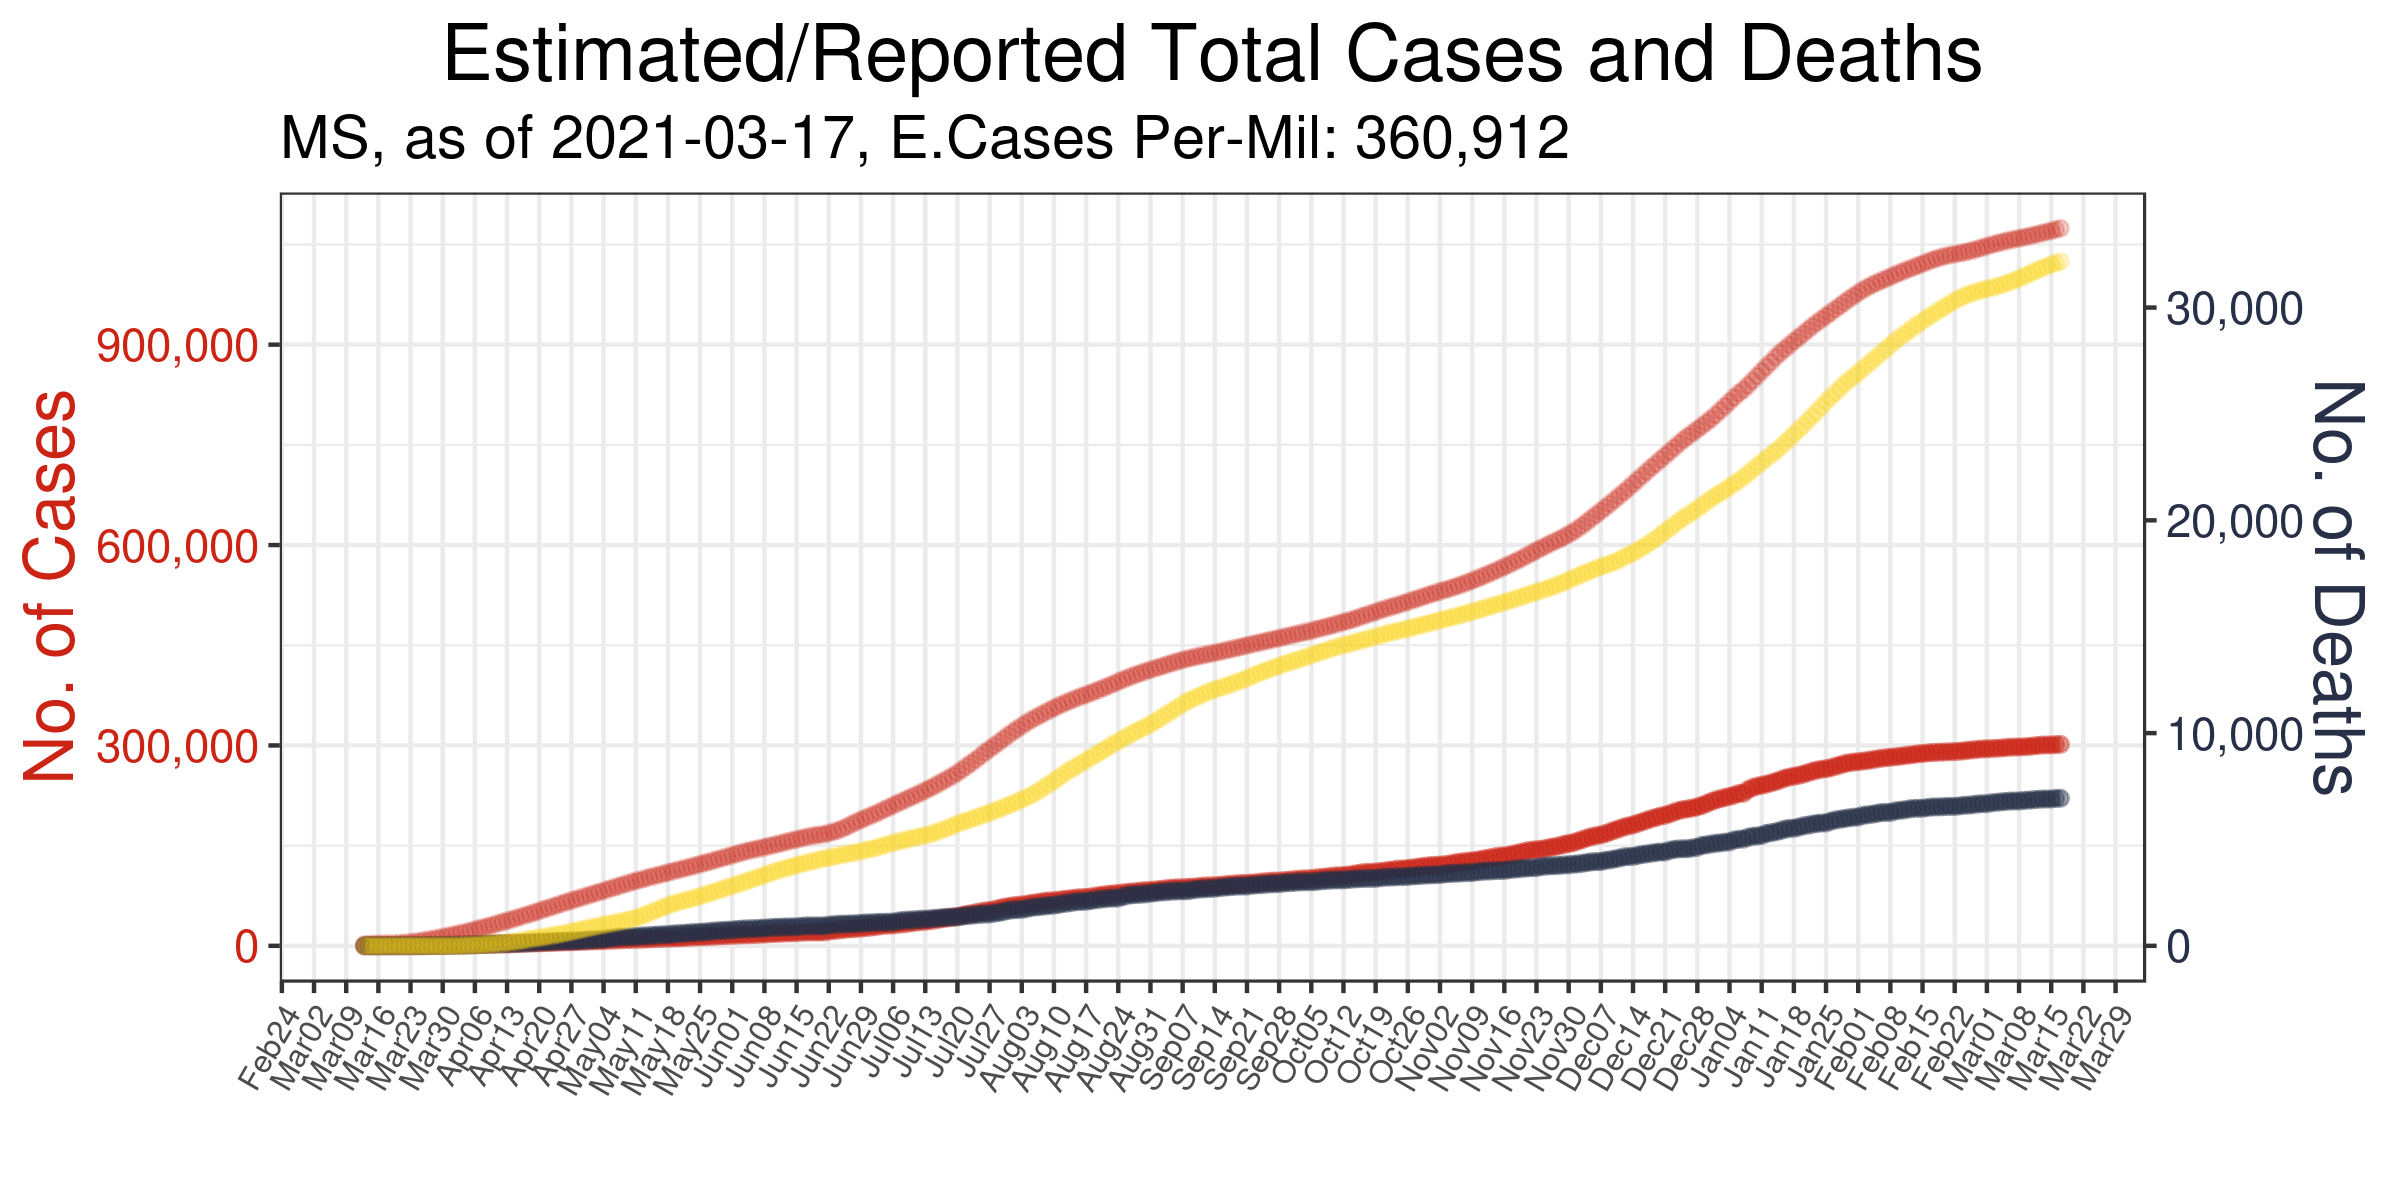 Estimated/Reported Total Cases and Deaths
MS, as of 2021-03-17, E.Cases Per-Mil: 360,912
No. of Cases
900,000
600,000
300,000
0
30,000
20,000
10,000
0
No. of Deaths
Feb24
Mar02
Mar09
Mar16
Mar23
Mar30
Apr06
Apr13
Apr20
Apr27
May04
May11
May18
May25
Jun01
Jun08
Jun15
Jun22
Jun29
Jul06
Jul13
Jul20
Jul27
Aug03
Aug10
Aug17
Aug24
Aug31
Sep07
Sep14
Sep21
Sep28
Oct05
Oct12
Oct19
Oct26
Nov02
Nov09
Nov16
Nov23
Nov30
Dec07
Dec14
Dec21
Dec28
Jan04
Jan11
Jan18
Jan25
Feb01
Feb08
Feb15
Feb22
Mar01
Mar08
Mar15
Mar22
Mar29